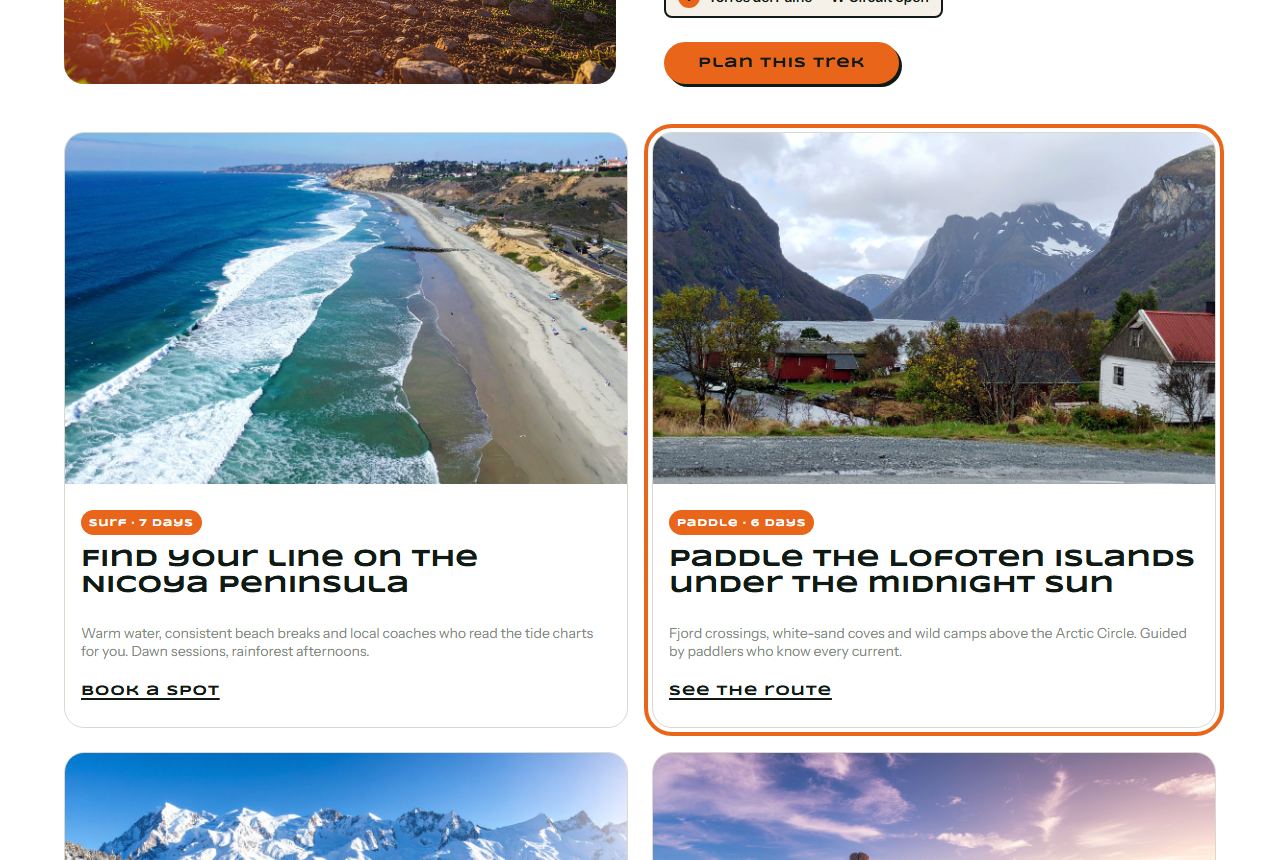 Plan this trek
Surf · 7 days
Find your line on the
Nicoya Peninsula
Warm water, consistent beach breaks and local coaches who read the tide charts
for you. Dawn sessions, rainforest afternoons.
Book a spot
Paddle · 6 days
Paddle the Lofoten Islands
under the midnight sun
Fjord crossings, white-sand coves and wild camps above the Arctic Circle. Guided
by paddlers who know every current.
See the route